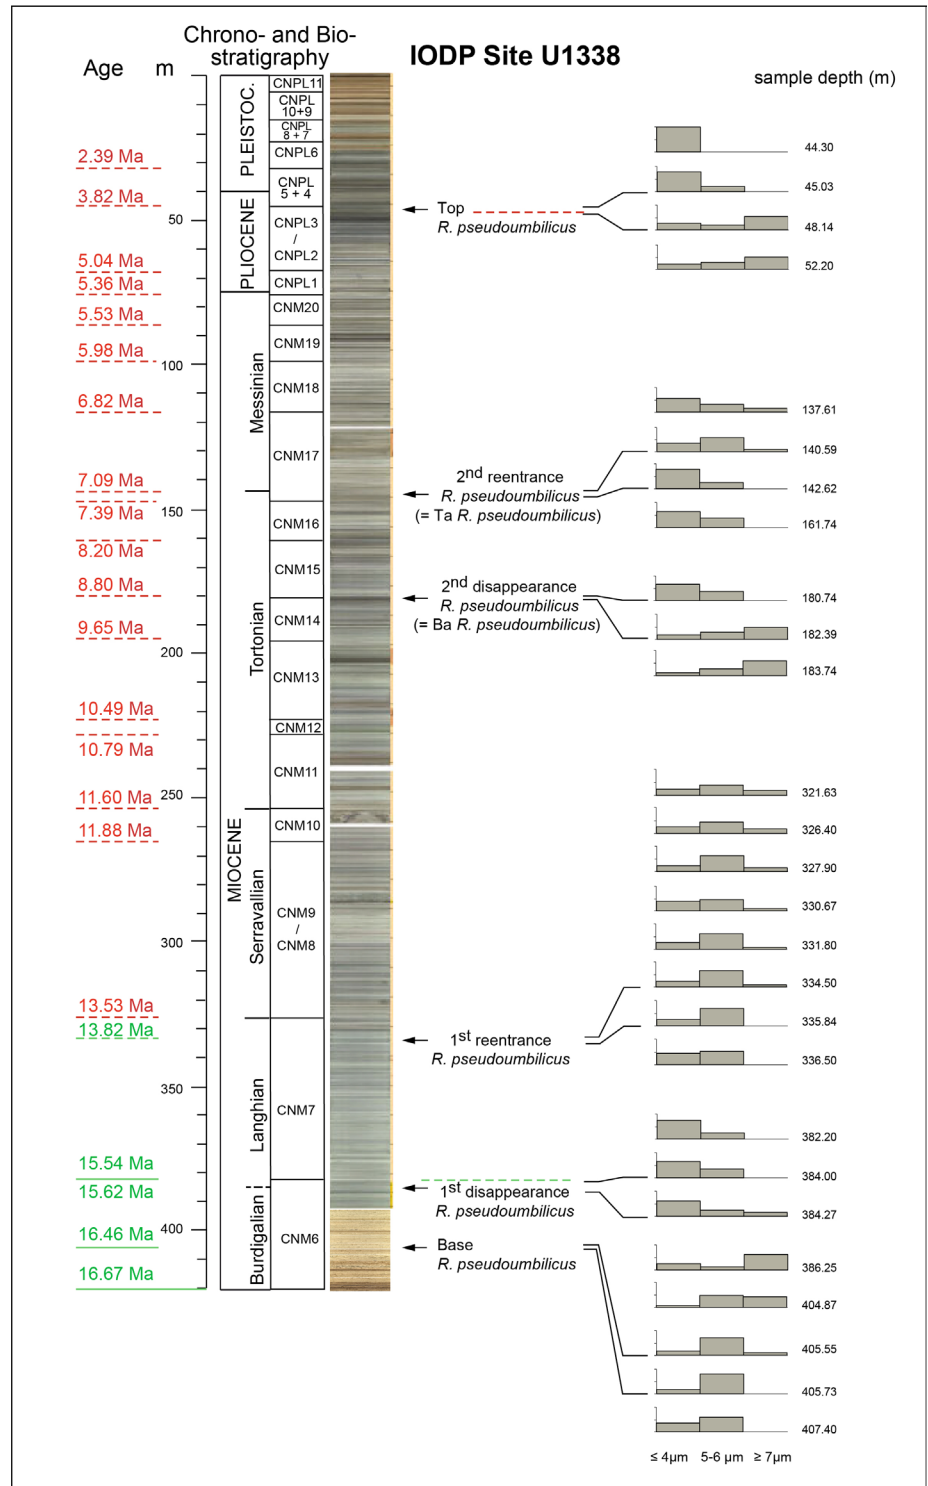 Chrono- and Bio-
stratigraphy
IODP Site U1338
Age
m
sample depth (m)
2.39 Ma
3.82 Ma
5.04 Ma
5.36 Ma
5.53 Ma
5.98 Ma
6.82 Ma
7.09 Ma
7.39 Ma
8.20 Ma
8.80 Ma
9.65 Ma
10.49 Ma
10.79 Ma
11.60 Ma
11.88 Ma
13.53 Ma
13.82 Ma
15.54 Ma
15.62 Ma
16.46 Ma
16.67 Ma
50
100
150
200
250
300
350
400
PLEISTOC.
PLIOCENE
MIOCENE
Messinian
Tortonian
Serravallian
Langhian
Burdigalian
CNPL11
CNPL
10+9
CNPL
8 + 7
CNPL6
CNPL
5 + 4
CNPL3
/
CNPL2
CNPL1
CNM20
CNM19
CNM18
CNM17
CNM16
CNM15
CNM14
CNM13
CNM12
CNM11
CNM10
CNM9
/
CNM8
CNM7
CNM6
Top
R. pseudoumbilicus
2nd reentrance
R. pseudoumbilicus
(= Ta R. pseudoumbilicus)
2nd disappearance
R. pseudoumbilicus
(= Ba R. pseudoumbilicus)
1st reentrance
R. pseudoumbilicus
1st disappearance
R. pseudoumbilicus
Base
R. pseudoumbilicus
44.30
45.03
48.14
52.20
137.61
140.59
142.62
161.74
180.74
182.39
183.74
321.63
326.40
327.90
330.67
331.80
334.50
335.84
336.50
382.20
384.00
384.27
386.25
404.87
405.55
405.73
407.40
≤ 4µm 5-6 µm ≥ 7µm